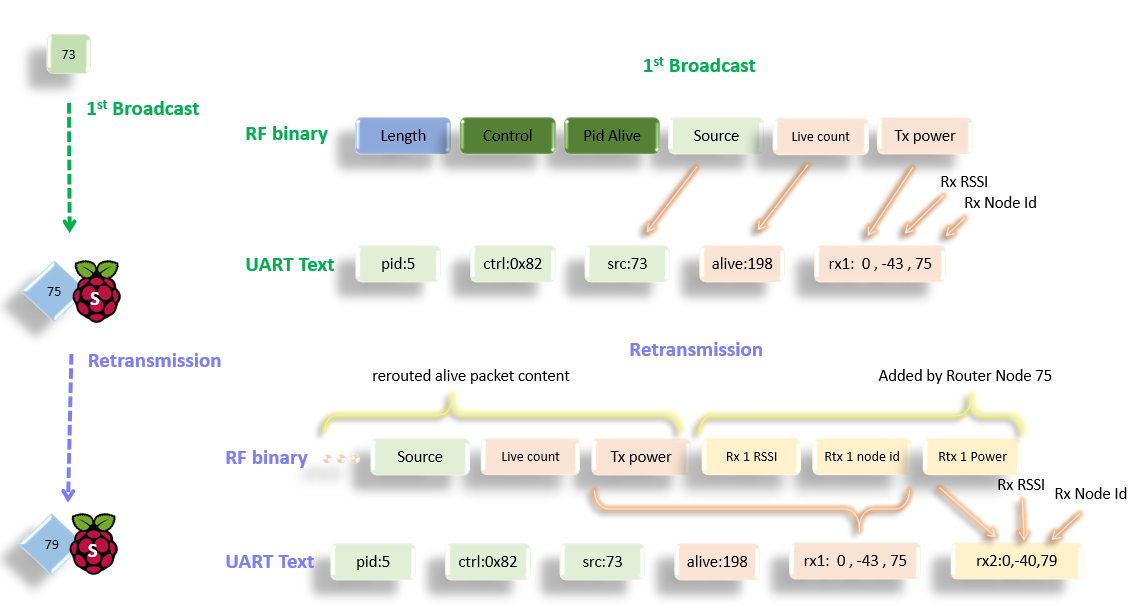 73
1st Broadcast
1st Broadcast
RF binary
Length
Control
Pid Alive
Source
Live count
Tx power
Rx RSSI
Rx Node Id
UART Text
pid:5
ctrl:0x82
src:73
alive:198
rx1: 0 , -43 , 75
75
S
Retransmission
Retransmission
rerouted alive packet content
Added by Router Node 75
RF binary
Source
Live count
Tx power
Rx 1 RSSI
Rtx 1 node id
Rtx 1 Power
Rx RSSI
Rx Node Id
79
S
UART Text
pid:5
ctrl:0x82
src:73
alive:198
rx1: 0 , -43 , 75
rx2:0,-40,79